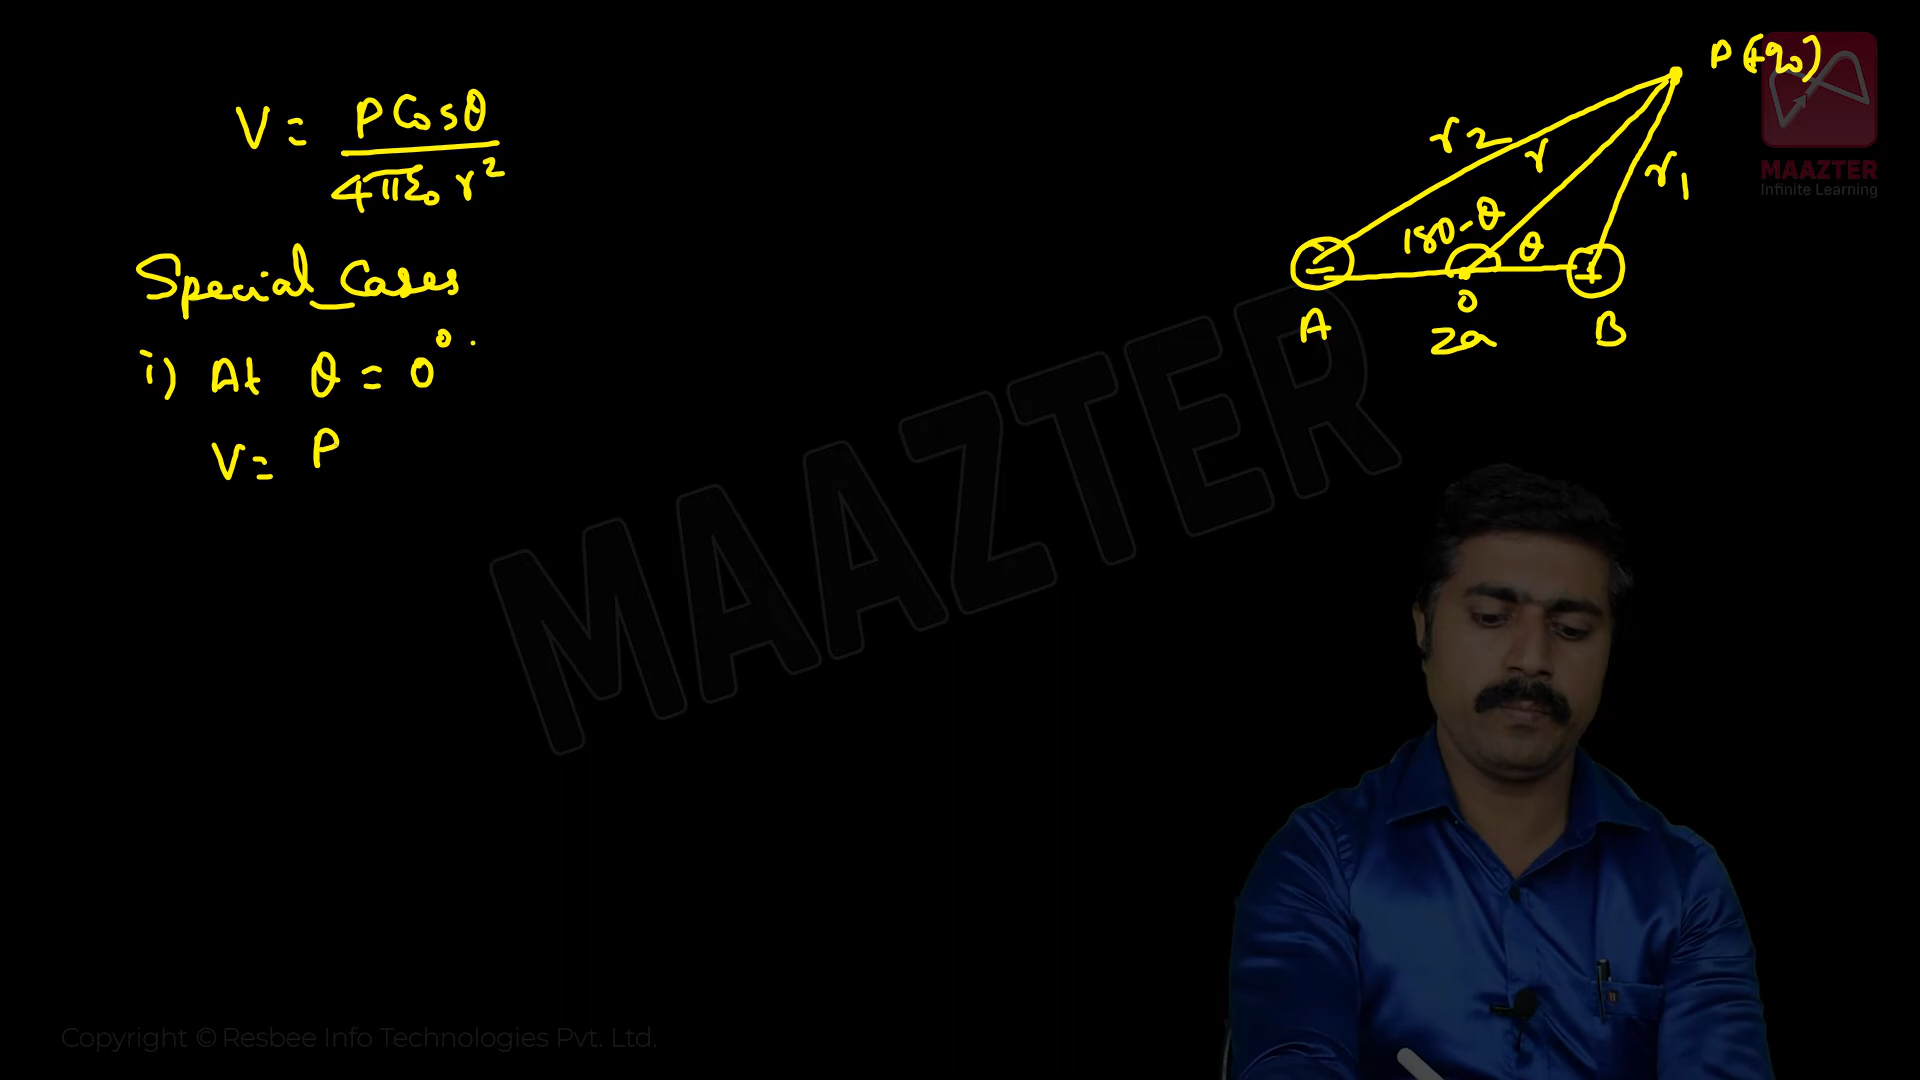 V = P Cosθ / 4πε₀ r²
Special Cases
i) At θ = 0°
V = P
P (+q₀)
r₂
r
r₁
180-θ
θ
A
O
B
2a
MAAZTER
Infinite Learning
MAAZTER
Copyright © Resbee Info Technologies Pvt. Ltd.